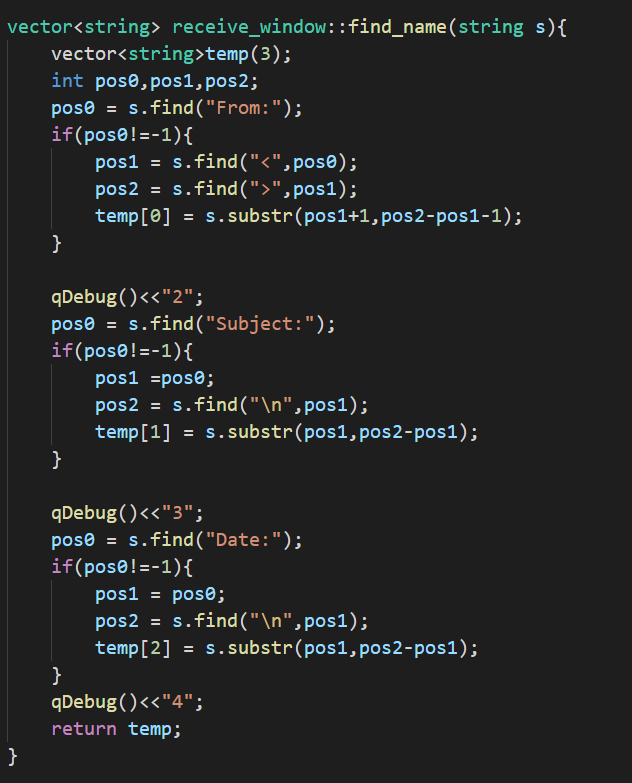 vector<string> receive_window::find_name(string s){
    vector<string>temp(3);
    int pos0,pos1,pos2;
    pos0 = s.find("From:");
    if(pos0!=-1){
        pos1 = s.find("<",pos0);
        pos2 = s.find(">",pos1);
        temp[0] = s.substr(pos1+1,pos2-pos1-1);
    }

    qDebug()<<"2";
    pos0 = s.find("Subject:");
    if(pos0!=-1){
        pos1 =pos0;
        pos2 = s.find("\n",pos1);
        temp[1] = s.substr(pos1,pos2-pos1);
    }

    qDebug()<<"3";
    pos0 = s.find("Date:");
    if(pos0!=-1){
        pos1 = pos0;
        pos2 = s.find("\n",pos1);
        temp[2] = s.substr(pos1,pos2-pos1);
    }
    qDebug()<<"4";
    return temp;
}